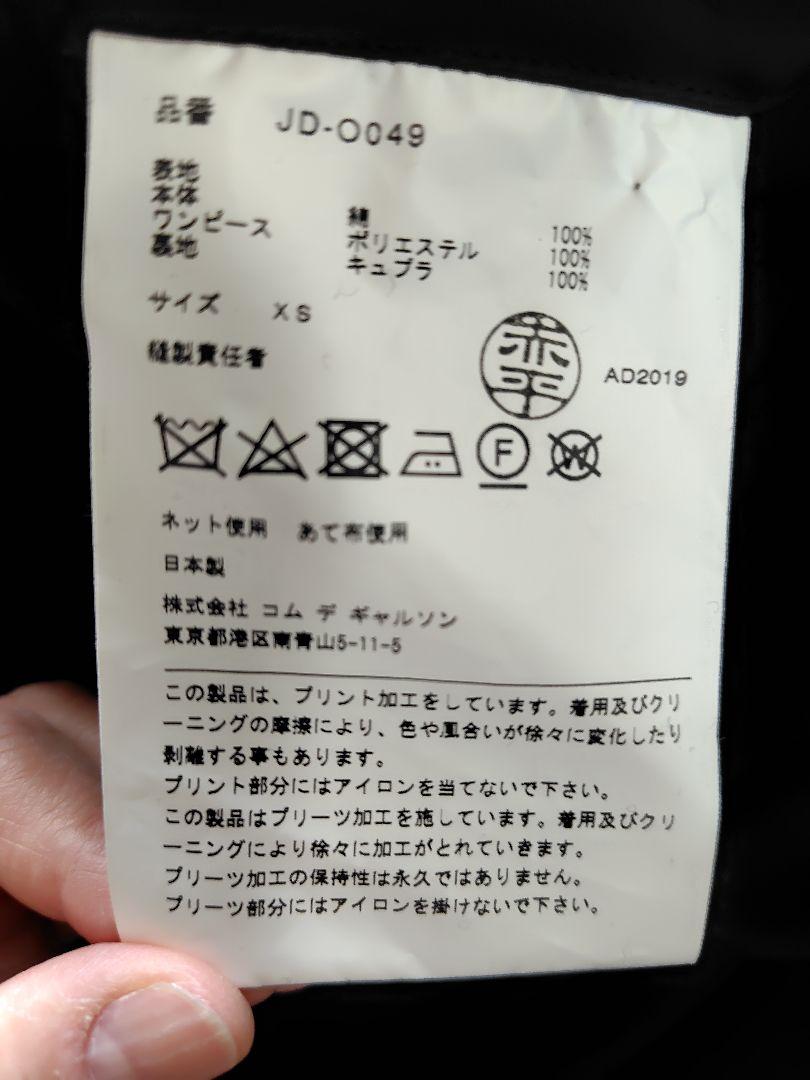 品番 JD-O049
表地
本体 綿 100%
ワンピース ポリエステル 100%
裏地 キュプラ 100%
サイズ XS
縫製責任者 赤平 AD2019
F W
ネット使用 あて布使用
日本製
株式会社 コム デ ギャルソン
東京都港区南青山5-11-5
この製品は、プリント加工をしています。着用及びクリ
ーニングの摩擦により、色や風合いが徐々に変化したり
剥離する事もあります。
プリント部分にはアイロンを当てないで下さい。
この製品はプリーツ加工を施しています。着用及びクリ
ーニングにより徐々に加工がとれていきます。
プリーツ加工の保持性は永久ではありません。
プリーツ部分にはアイロンを掛けないで下さい。